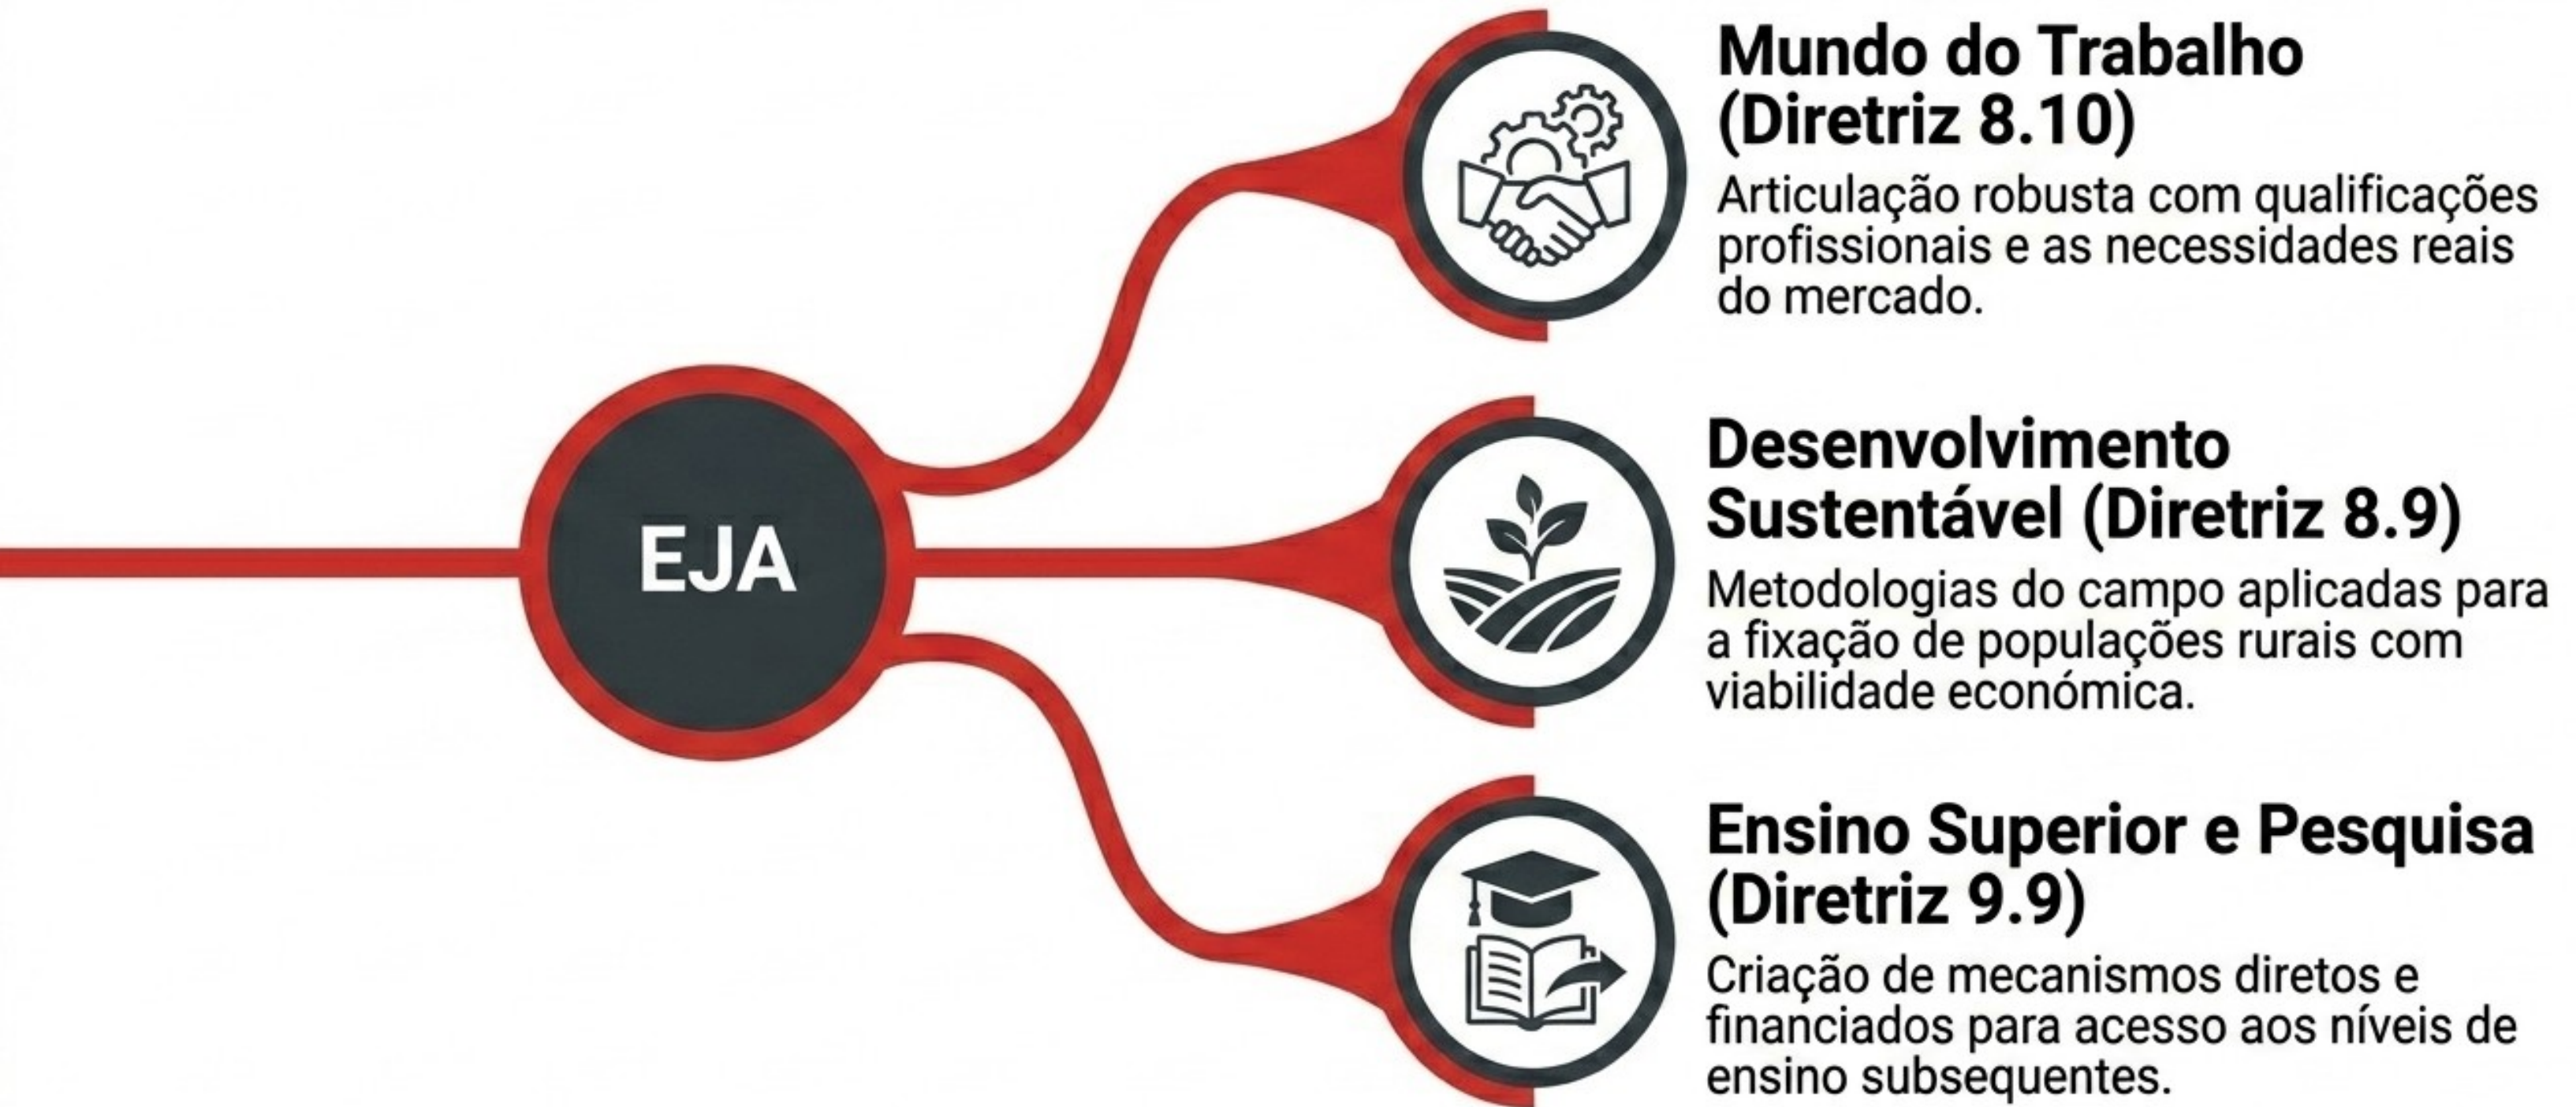 EJA
Mundo do Trabalho
(Diretriz 8.10)
Articulação robusta com qualificações
profissionais e as necessidades reais
do mercado.
Desenvolvimento
Sustentável (Diretriz 8.9)
Metodologias do campo aplicadas para
a fixação de populações rurais com
viabilidade económica.
Ensino Superior e Pesquisa
(Diretriz 9.9)
Criação de mecanismos diretos e
financiados para acesso aos níveis de
ensino subsequentes.